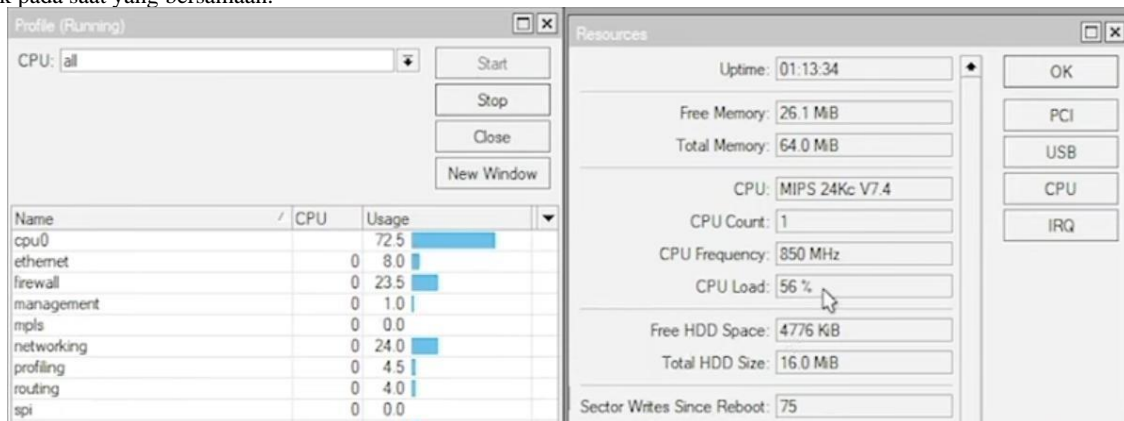 pada saat yang bersamaan.
Profile (Running)
CPU: all
Start
Stop
Close
New Window
Name / CPU Usage
cpu0 72.5
ethernet 0 8.0
firewall 0 23.5
management 0 1.0
mpls 0 0.0
networking 0 24.0
profiling 0 4.5
routing 0 4.0
spi 0 0.0
Resources
Uptime: 01:13:34
Free Memory: 26.1 MiB
Total Memory: 64.0 MiB
CPU: MIPS 24Kc V7.4
CPU Count: 1
CPU Frequency: 850 MHz
CPU Load: 56 %
Free HDD Space: 4776 KiB
Total HDD Size: 16.0 MiB
Sector Writes Since Reboot: 75
OK
PCI
USB
CPU
IRQ